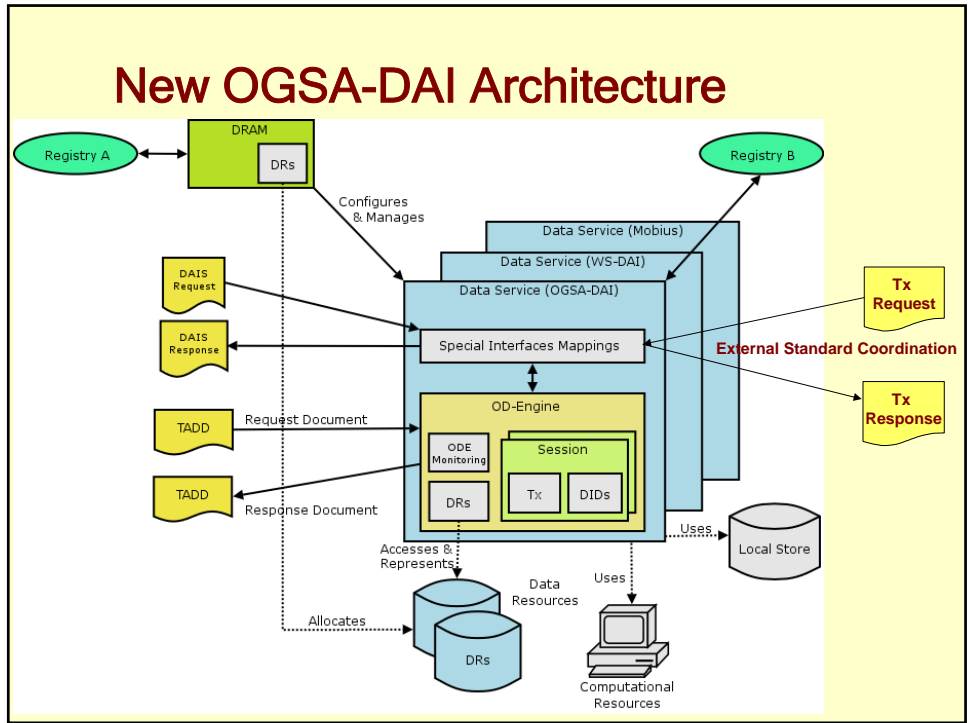 New OGSA-DAI Architecture
DRAM
Registry A
DRs
Registry B
Configures
& Manages
Data Service (Mobius)
Data Service (WS-DAI)
Data Service (OGSA-DAI)
DAIS
Request
Tx
Request
DAIS
Response
Special Interfaces Mappings
External Standard Coordination
Tx
Response
OD-Engine
TADD
Request Document
ODE
Monitoring
Session
Tx
DIDs
DRs
TADD
Response Document
Uses
Local Store
Accesses &
Represents
Data
Resources
Uses
Allocates
DRs
Computational
Resources